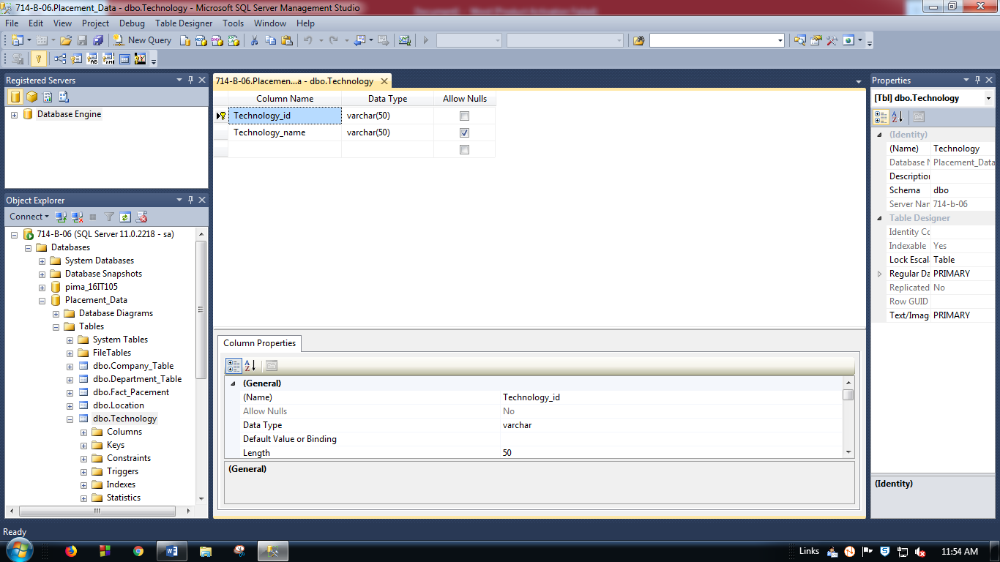 714-B-06.Placement_Data - dbo.Technology - Microsoft SQL Server Management Studio
File Edit View Project Debug Table Designer Tools Window Help
New Query
Registered Servers
Database Engine
Object Explorer
Connect
714-B-06 (SQL Server 11.0.2218 - sa)
Databases
System Databases
Database Snapshots
pima_16IT105
Placement_Data
Database Diagrams
Tables
System Tables
FileTables
dbo.Company_Table
dbo.Department_Table
dbo.Fact_Pacement
dbo.Location
dbo.Technology
Columns
Keys
Constraints
Triggers
Indexes
Statistics
714-B-06.Placemen...a - dbo.Technology
Column Name Data Type Allow Nulls
Technology_id varchar(50)
Technology_name varchar(50)
Column Properties
(General)
(Name) Technology_id
Allow Nulls No
Data Type varchar
Default Value or Binding
Length 50
(General)
Properties
[Tbl] dbo.Technology
(Identity)
(Name) Technology
Database N Placement_Data
Description
Schema dbo
Server Nar 714-b-06
Table Designer
Identity Co
Indexable Yes
Lock Escal Table
Regular Da PRIMARY
Replicated No
Row GUID
Text/Imag PRIMARY
(Identity)
Ready
Links 11:54 AM